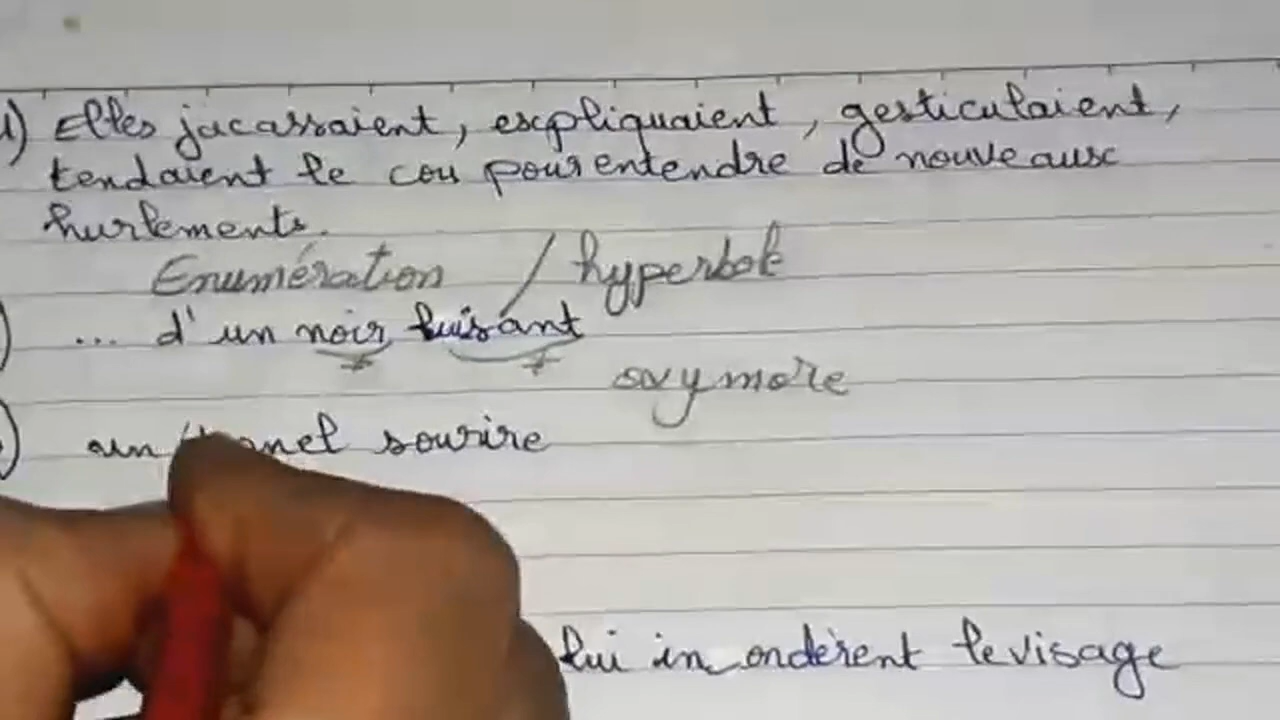 1) Elles jacassaient, expliquaient, gesticulaient,
tendaient le cou pour entendre de nouveaux
hurlements.
Enumération / hyperbole
) ... d'un noir luisant
oxymore
) un sourire
lui inondèrent le visage